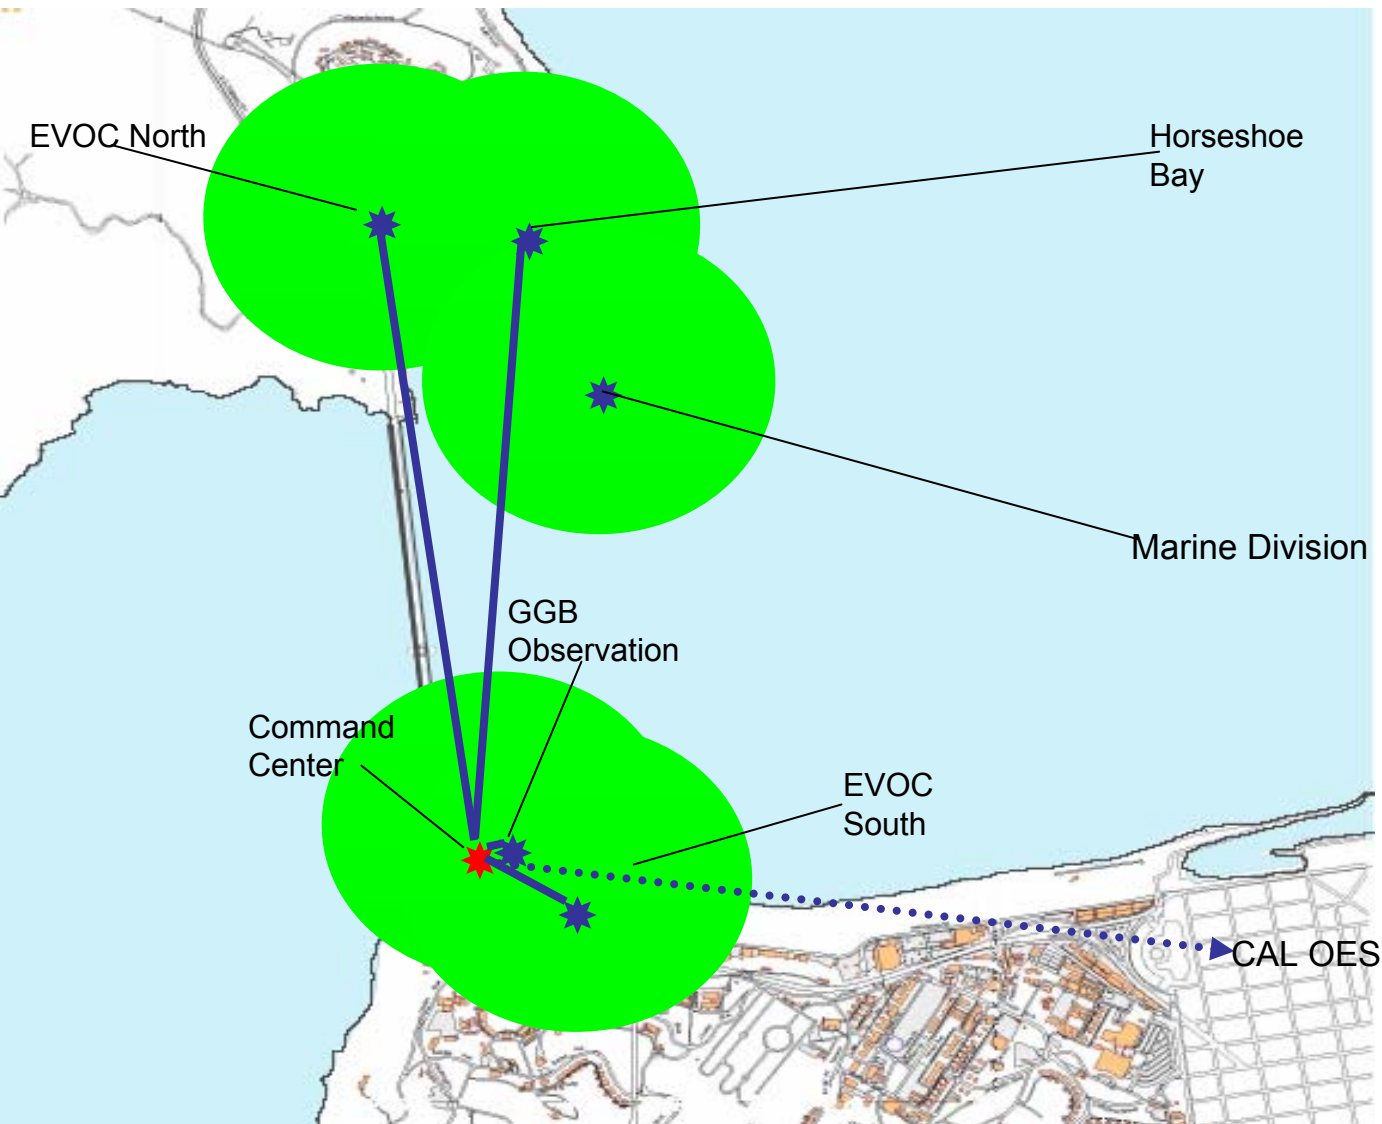 EVOC North
Horseshoe
Bay
Marine Division
GGB
Observation
Command
Center
EVOC
South
CAL OES